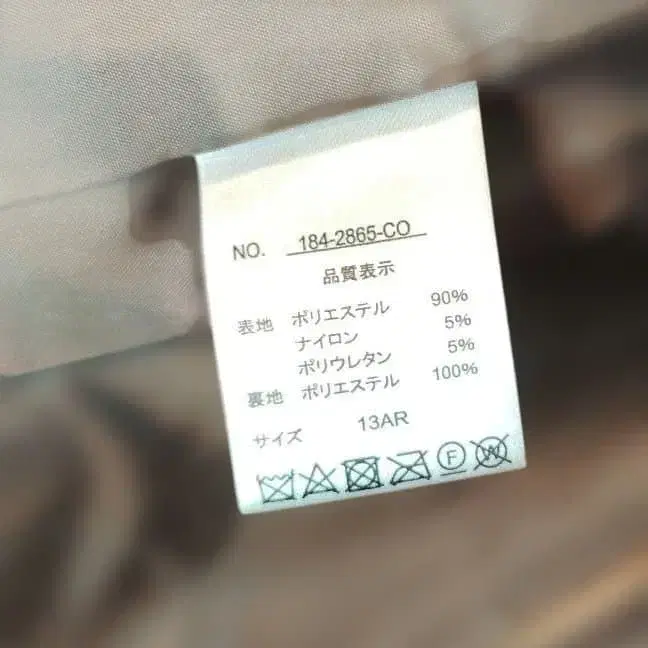 NO. 184-2865-CO
品質表示
表地 ポリエステル 90%
ナイロン 5%
ポリウレタン 5%
裏地 ポリエステル 100%
サイズ 13AR
F W